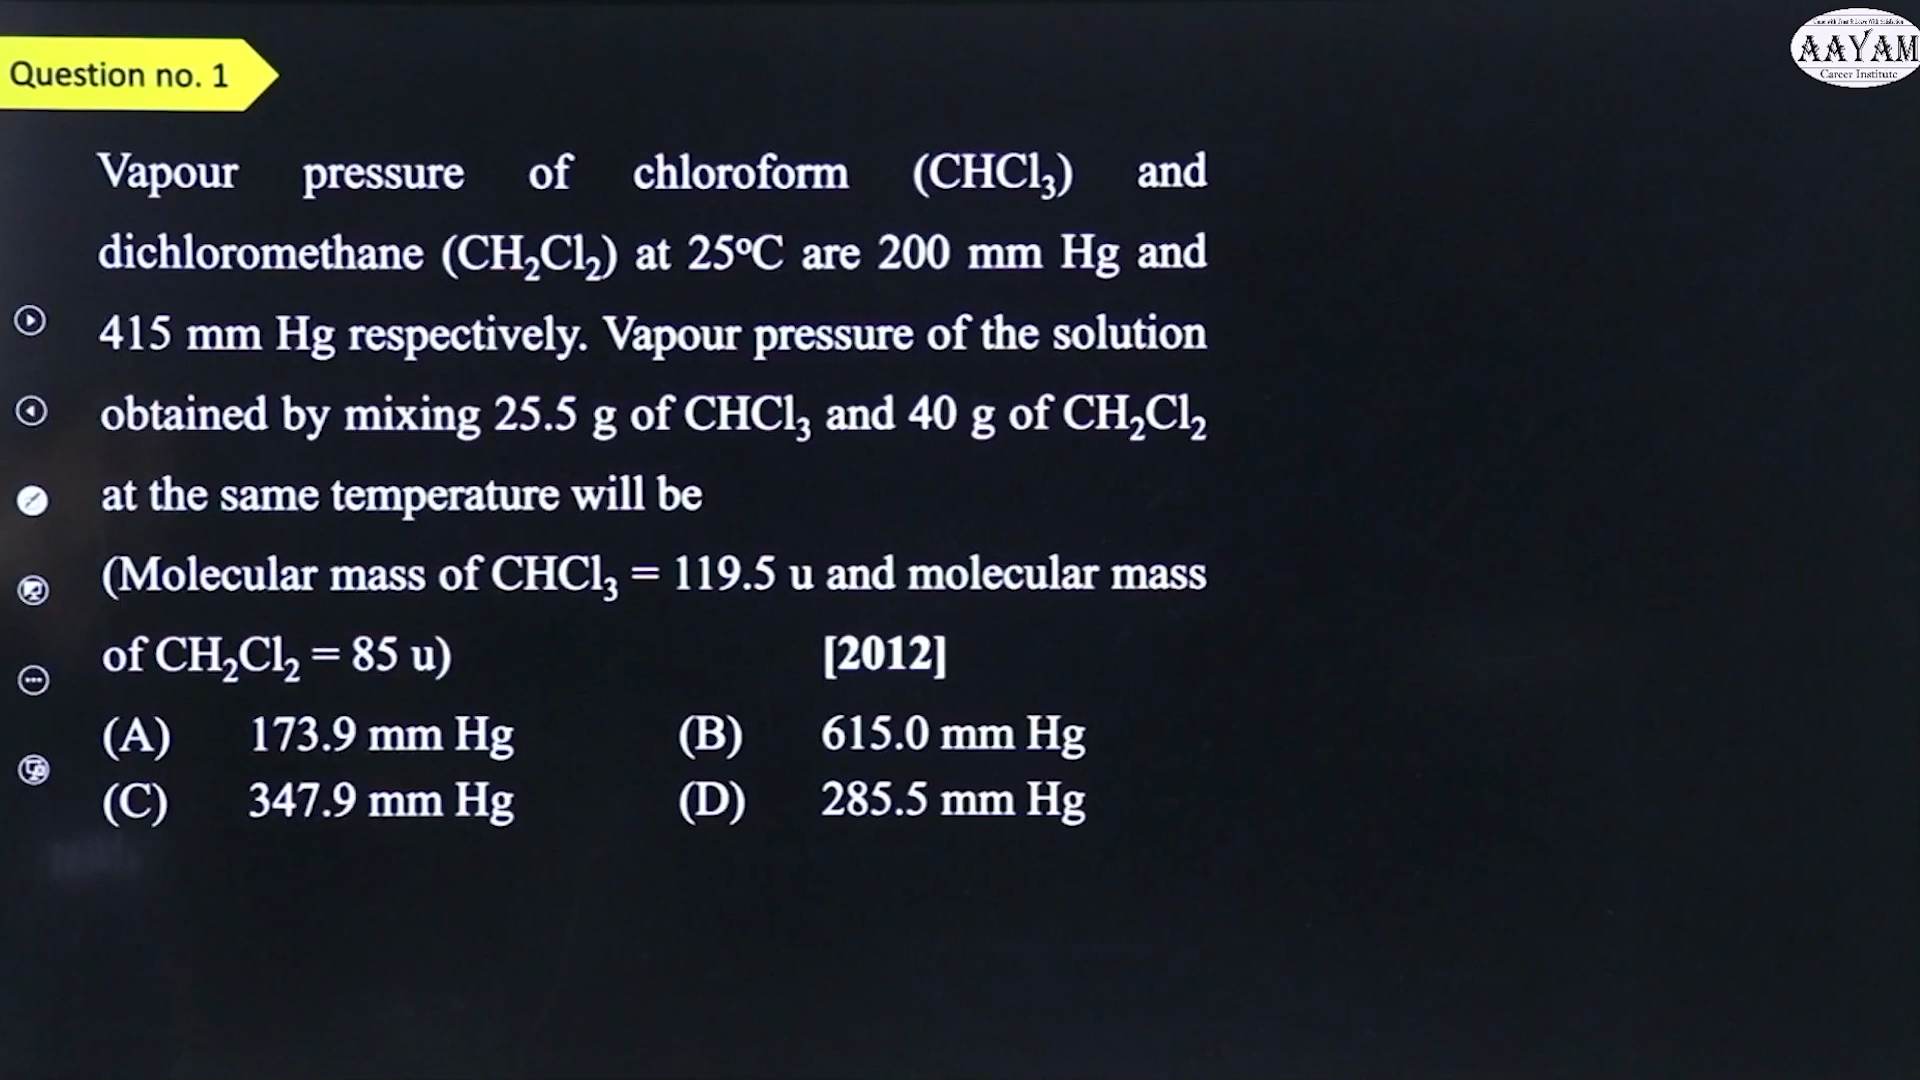 Question no. 1
AAYAM
Career Institute
Vapour pressure of chloroform (CHCl₃) and
dichloromethane (CH₂Cl₂) at 25ºC are 200 mm Hg and
415 mm Hg respectively. Vapour pressure of the solution
obtained by mixing 25.5 g of CHCl₃ and 40 g of CH₂Cl₂
at the same temperature will be
(Molecular mass of CHCl₃ = 119.5 u and molecular mass
of CH₂Cl₂ = 85 u) [2012]
(A) 173.9 mm Hg (B) 615.0 mm Hg
(C) 347.9 mm Hg (D) 285.5 mm Hg